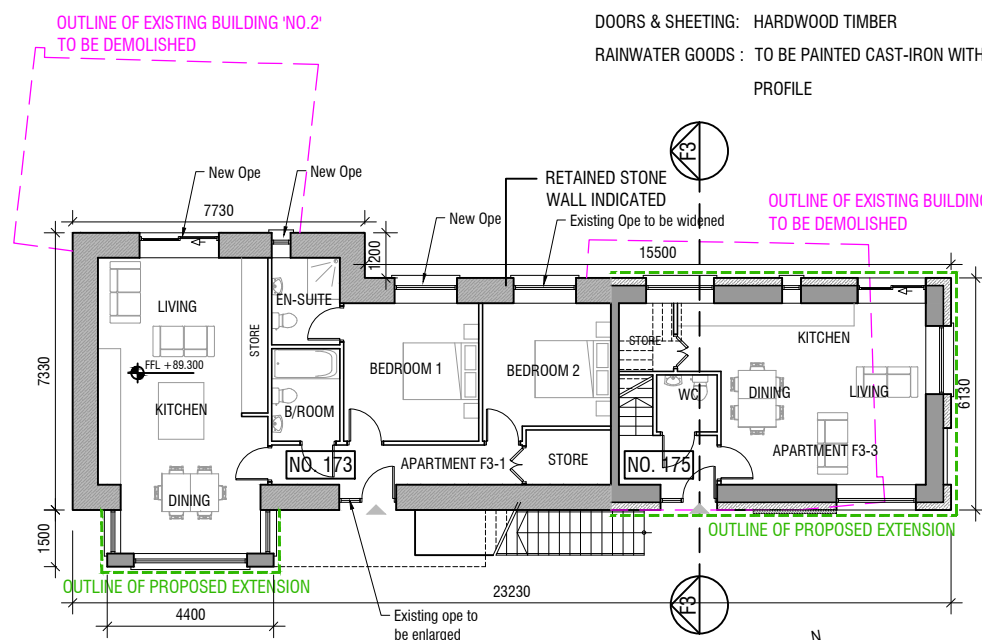 OUTLINE OF EXISTING BUILDING 'NO.2'
TO BE DEMOLISHED
DOORS & SHEETING: HARDWOOD TIMBER
RAINWATER GOODS : TO BE PAINTED CAST-IRON WITH
PROFILE
F3
New Ope
New Ope
RETAINED STONE
WALL INDICATED
New Ope
Existing Ope to be widened
OUTLINE OF EXISTING BUILDING
TO BE DEMOLISHED
7730
1200
15500
EN-SUITE
LIVING
STORE
STORE
KITCHEN
FFL +89.300
BEDROOM 1
BEDROOM 2
7330
6130
WC
DINING
LIVING
KITCHEN
B/ROOM
NO. 173
APARTMENT F3-1
STORE
NO. 175
APARTMENT F3-3
DINING
1500
OUTLINE OF PROPOSED EXTENSION
OUTLINE OF PROPOSED EXTENSION
23230
4400
Existing ope to
be enlarged
F3
N